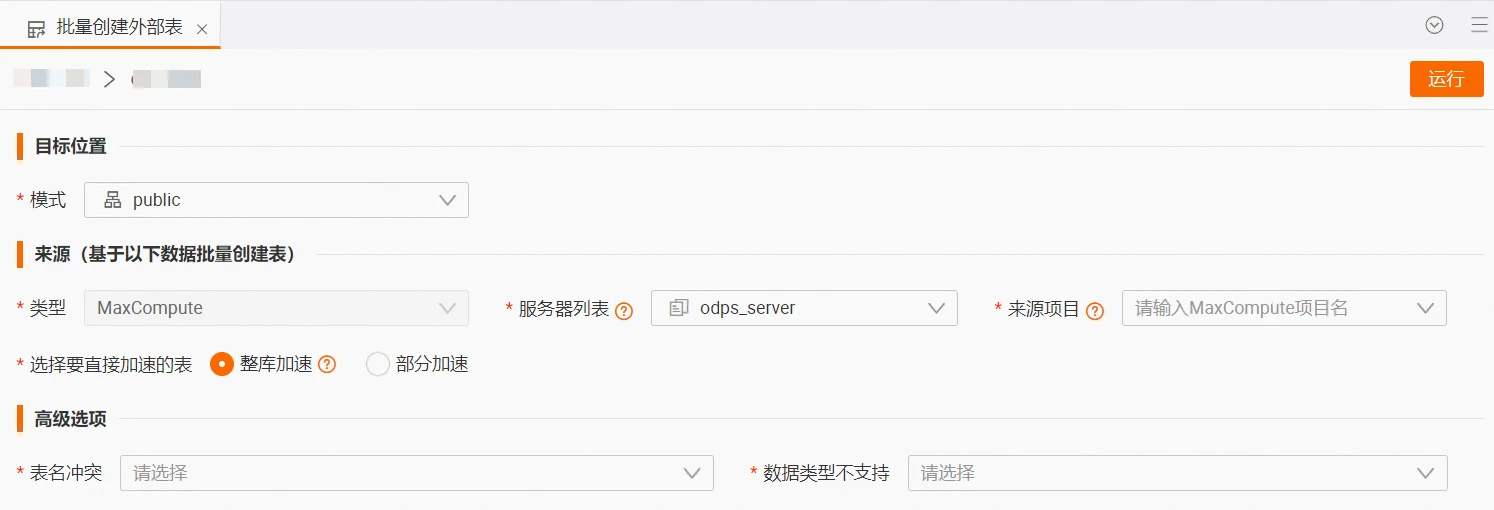 批量创建外部表
运行
目标位置
* 模式 public
来源（基于以下数据批量创建表）
* 类型 MaxCompute * 服务器列表 odps_server * 来源项目 请输入MaxCompute项目名
* 选择要直接加速的表 整库加速 部分加速
高级选项
* 表名冲突 请选择 * 数据类型不支持 请选择